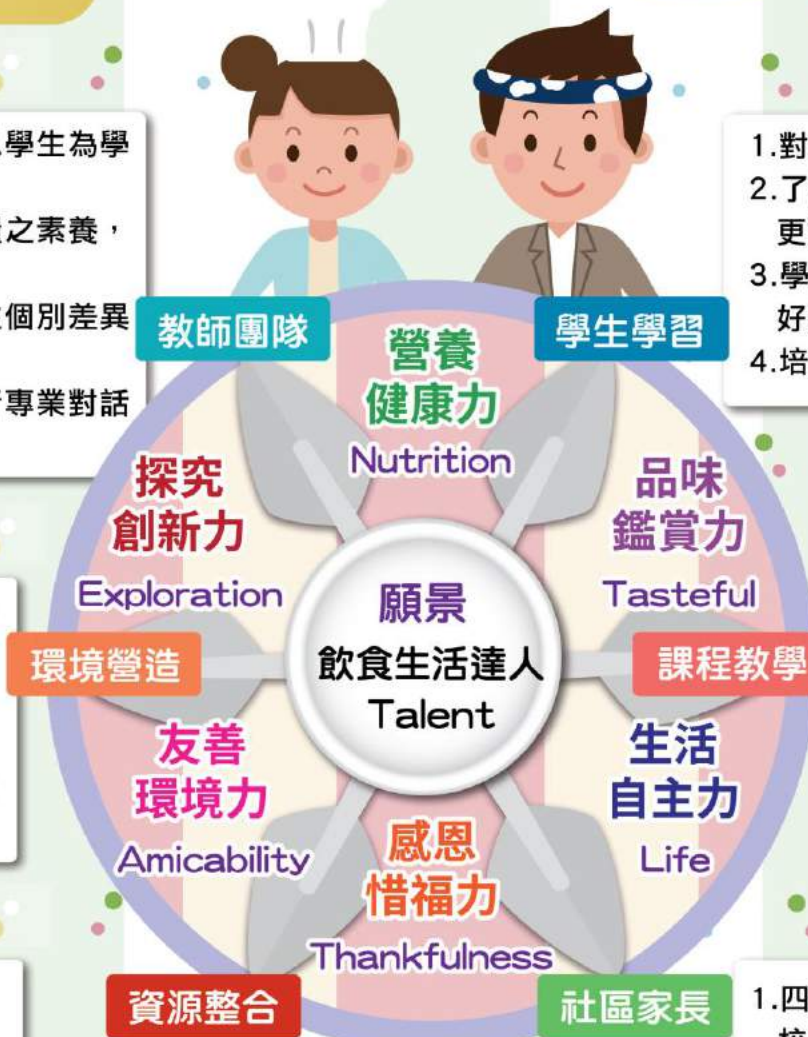 學生為學
之素養，
個別差異
專業對話
1.對
2.了
更
3.學
好
4.培
教師團隊
學生學習
營養
健康力
Nutrition
探究
創新力
Exploration
品味
鑑賞力
Tasteful
願景
飲食生活達人
Talent
環境營造
課程教學
友善
環境力
Amicability
生活
自主力
Life
感恩
惜福力
Thankfulness
資源整合
社區家長
1.四